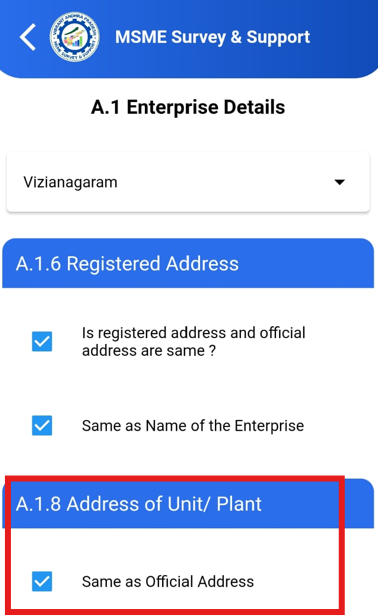 MSME Survey & Support
A.1 Enterprise Details
Vizianagaram
A.1.6 Registered Address
Is registered address and official
address are same ?
Same as Name of the Enterprise
A.1.8 Address of Unit/ Plant
Same as Official Address